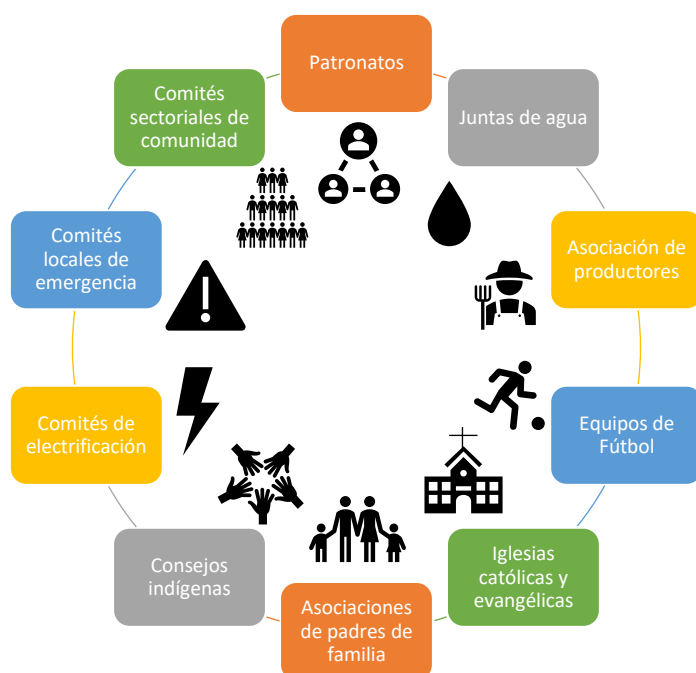 Patronatos
Juntas de agua
Asociación de
productores
Equipos de
Fútbol
Iglesias
católicas y
evangélicas
Asociaciones
de padres de
familia
Consejos
indígenas
Comités de
electrificación
Comités
locales de
emergencia
Comités
sectoriales de
comunidad